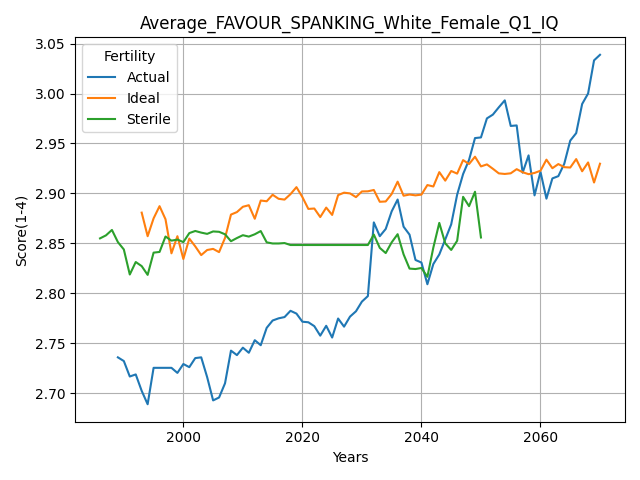 Average_FAVOUR_SPANKING_White_Female_Q1_IQ
Fertility
Actual
Ideal
Sterile
Score(1-4)
3.05
3.00
2.95
2.90
2.85
2.80
2.75
2.70
2000
2020
2040
2060
Years